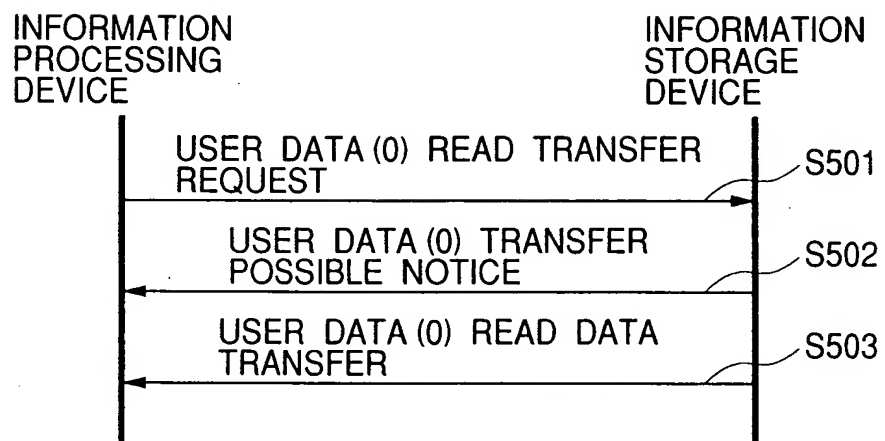 INFORMATION
PROCESSING
DEVICE
INFORMATION
STORAGE
DEVICE
USER DATA (0) READ TRANSFER
REQUEST
S501
USER DATA (0) TRANSFER
POSSIBLE NOTICE
S502
USER DATA (0) READ DATA
TRANSFER
S503